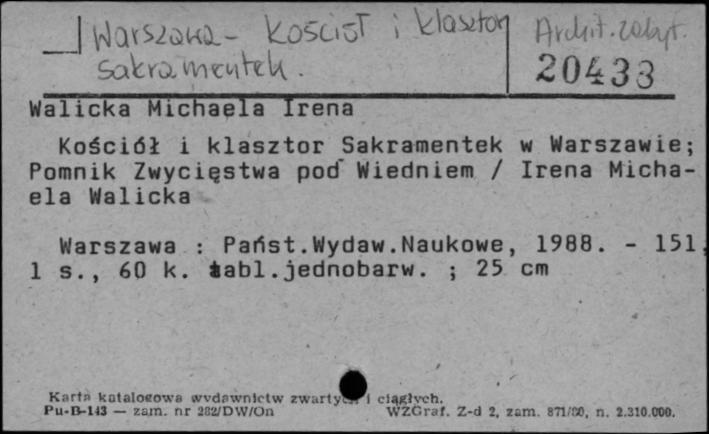 Warszawa - Kościół i klasztor
sakramentek.
Archit. zabyt.
20433
Walicka Michaela Irena
Kościół i klasztor Sakramentek w Warszawie;
Pomnik Zwycięstwa pod Wiedniem / Irena Micha-
ela Walicka
Warszawa : Państ.Wydaw.Naukowe, 1988. - 151,
1 s., 60 k. tabl.jednobarw. ; 25 cm
Karta katalogowa wydawnictw zwartych i ciągłych.
Pu-B-143 — zam. nr 282/DW/On
WZGraf. Z-d 2, zam. 871/80, n. 2.310.000.